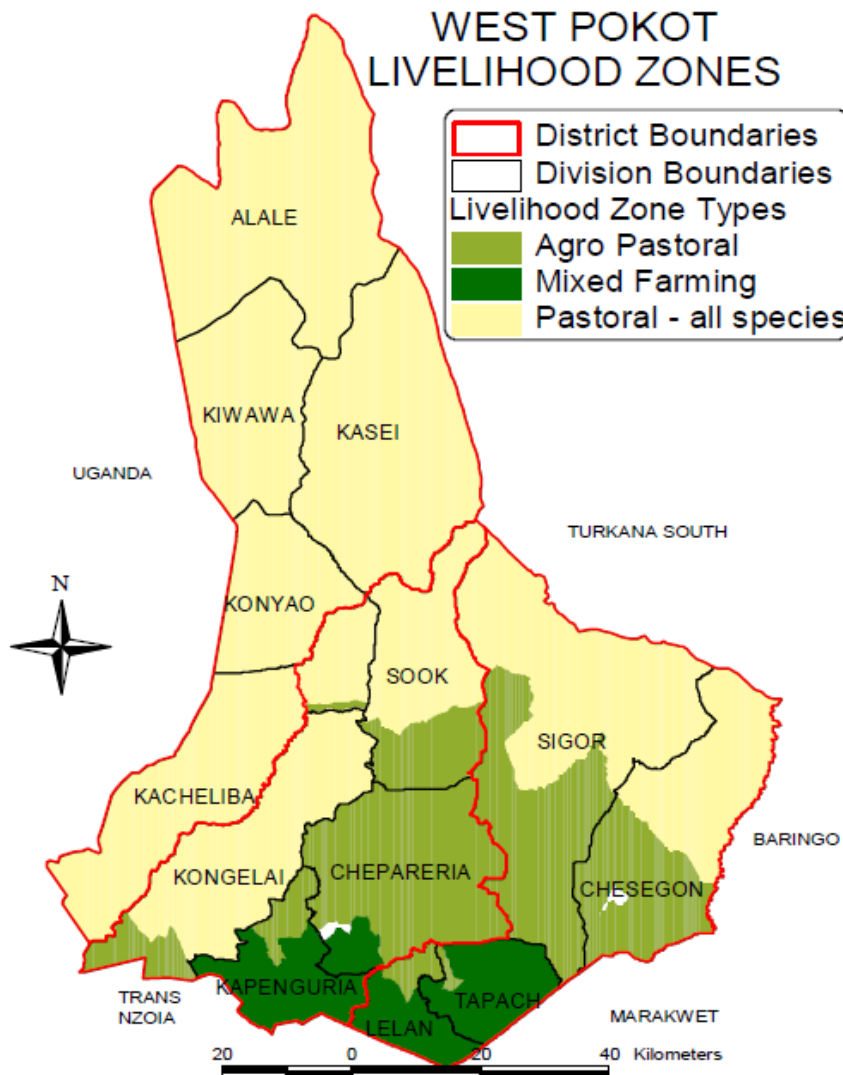 WEST POKOT
LIVELIHOOD ZONES
District Boundaries
Division Boundaries
Livelihood Zone Types
Agro Pastoral
Mixed Farming
Pastoral - all species
ALALE
KIWAWA
KASEI
UGANDA
TURKANA SOUTH
N
KONYAO
SOOK
SIGOR
KACHELIBA
BARINGO
KONGELAI
CHEPARERIA
CHESEGON
KAPENGURIA
TAPACH
TRANS
NZOIA
LELAN
MARAKWET
20 0 20 40 Kilometers